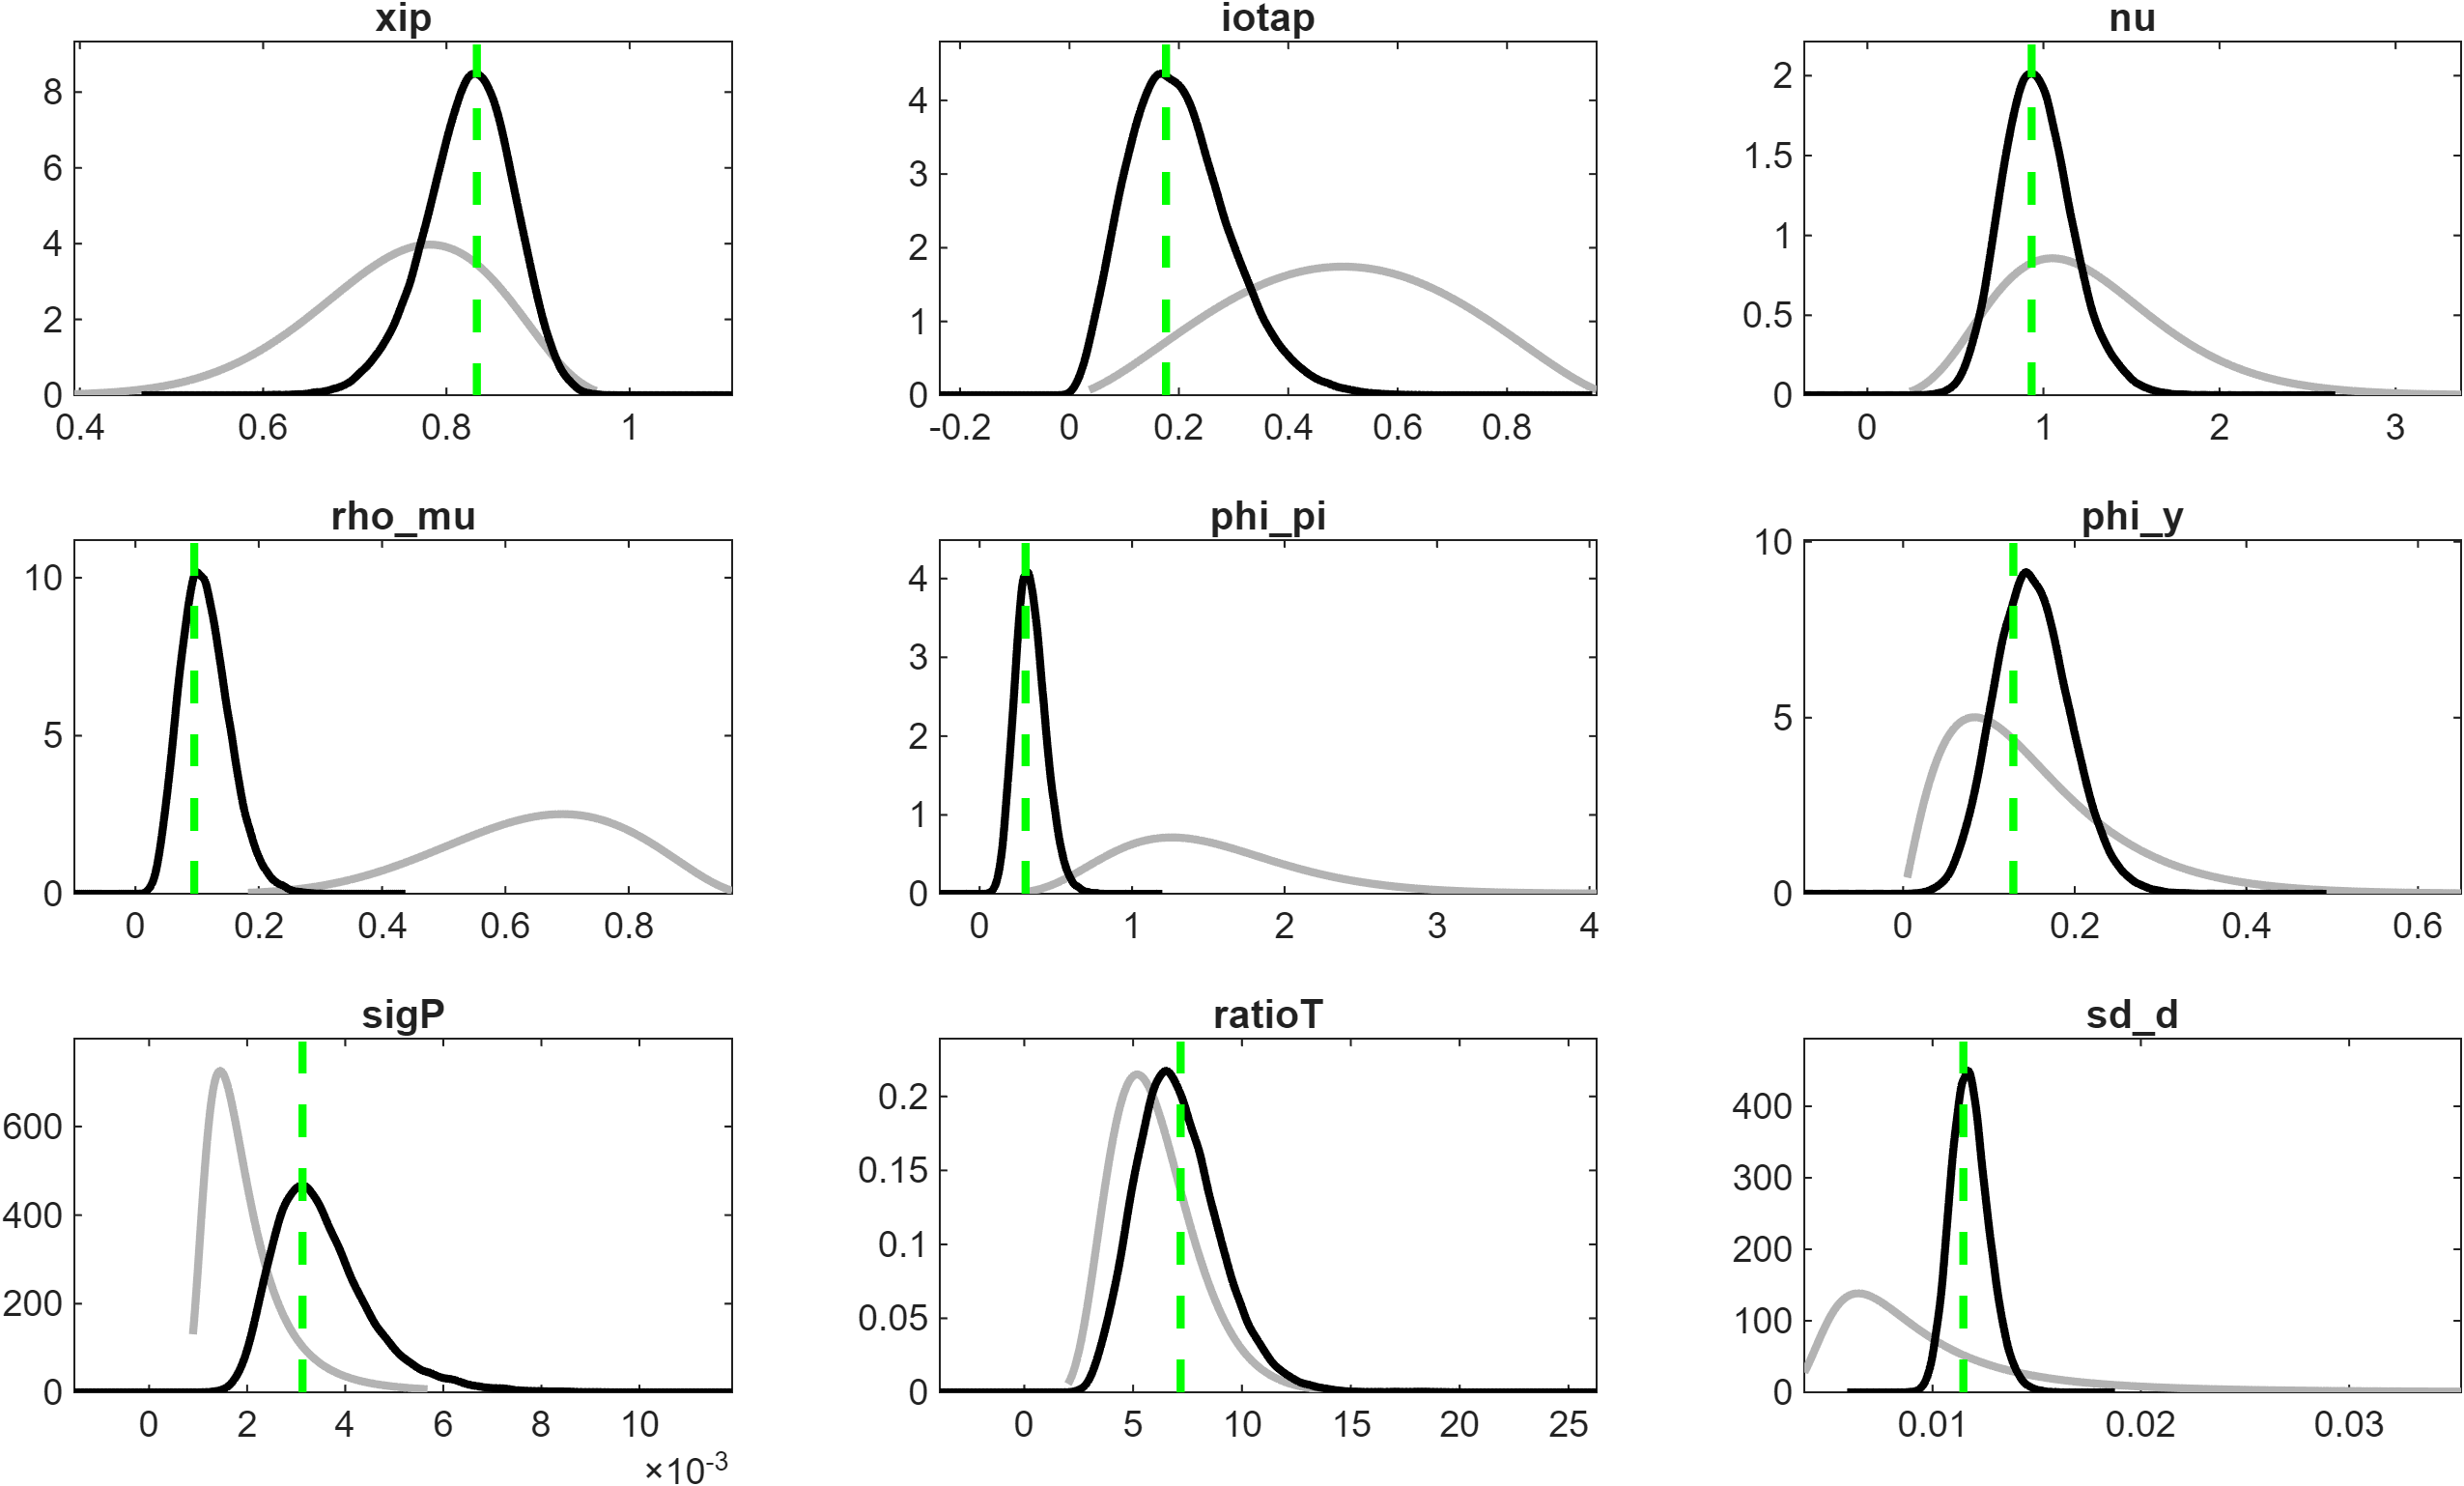 xip iotap nu
8 6 4 2 0
0.4 0.6 0.8 1
4 3 2 1 0
-0.2 0 0.2 0.4 0.6 0.8
2 1.5 1 0.5 0
0 1 2 3
rho_mu phi_pi phi_y
10 5 0
0 0.2 0.4 0.6 0.8
4 3 2 1 0
0 1 2 3 4
10 5 0
0 0.2 0.4 0.6
sigP ratioT sd_d
600 400 200 0
0 2 4 6 8 10
×10-3
0.2 0.15 0.1 0.05 0
0 5 10 15 20 25
400 300 200 100 0
0.01 0.02 0.03